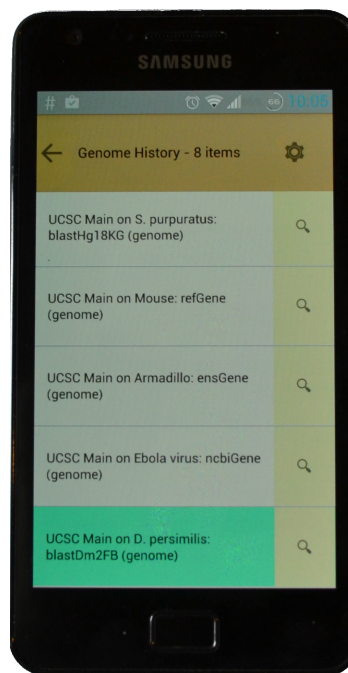 SAMSUNG
# 66 10:05
Genome History - 8 items
UCSC Main on S. purpuratus:
blastHg18KG (genome)
UCSC Main on Mouse: refGene
(genome)
UCSC Main on Armadillo: ensGene
(genome)
UCSC Main on Ebola virus: ncbiGene
(genome)
UCSC Main on D. persimilis:
blastDm2FB (genome)